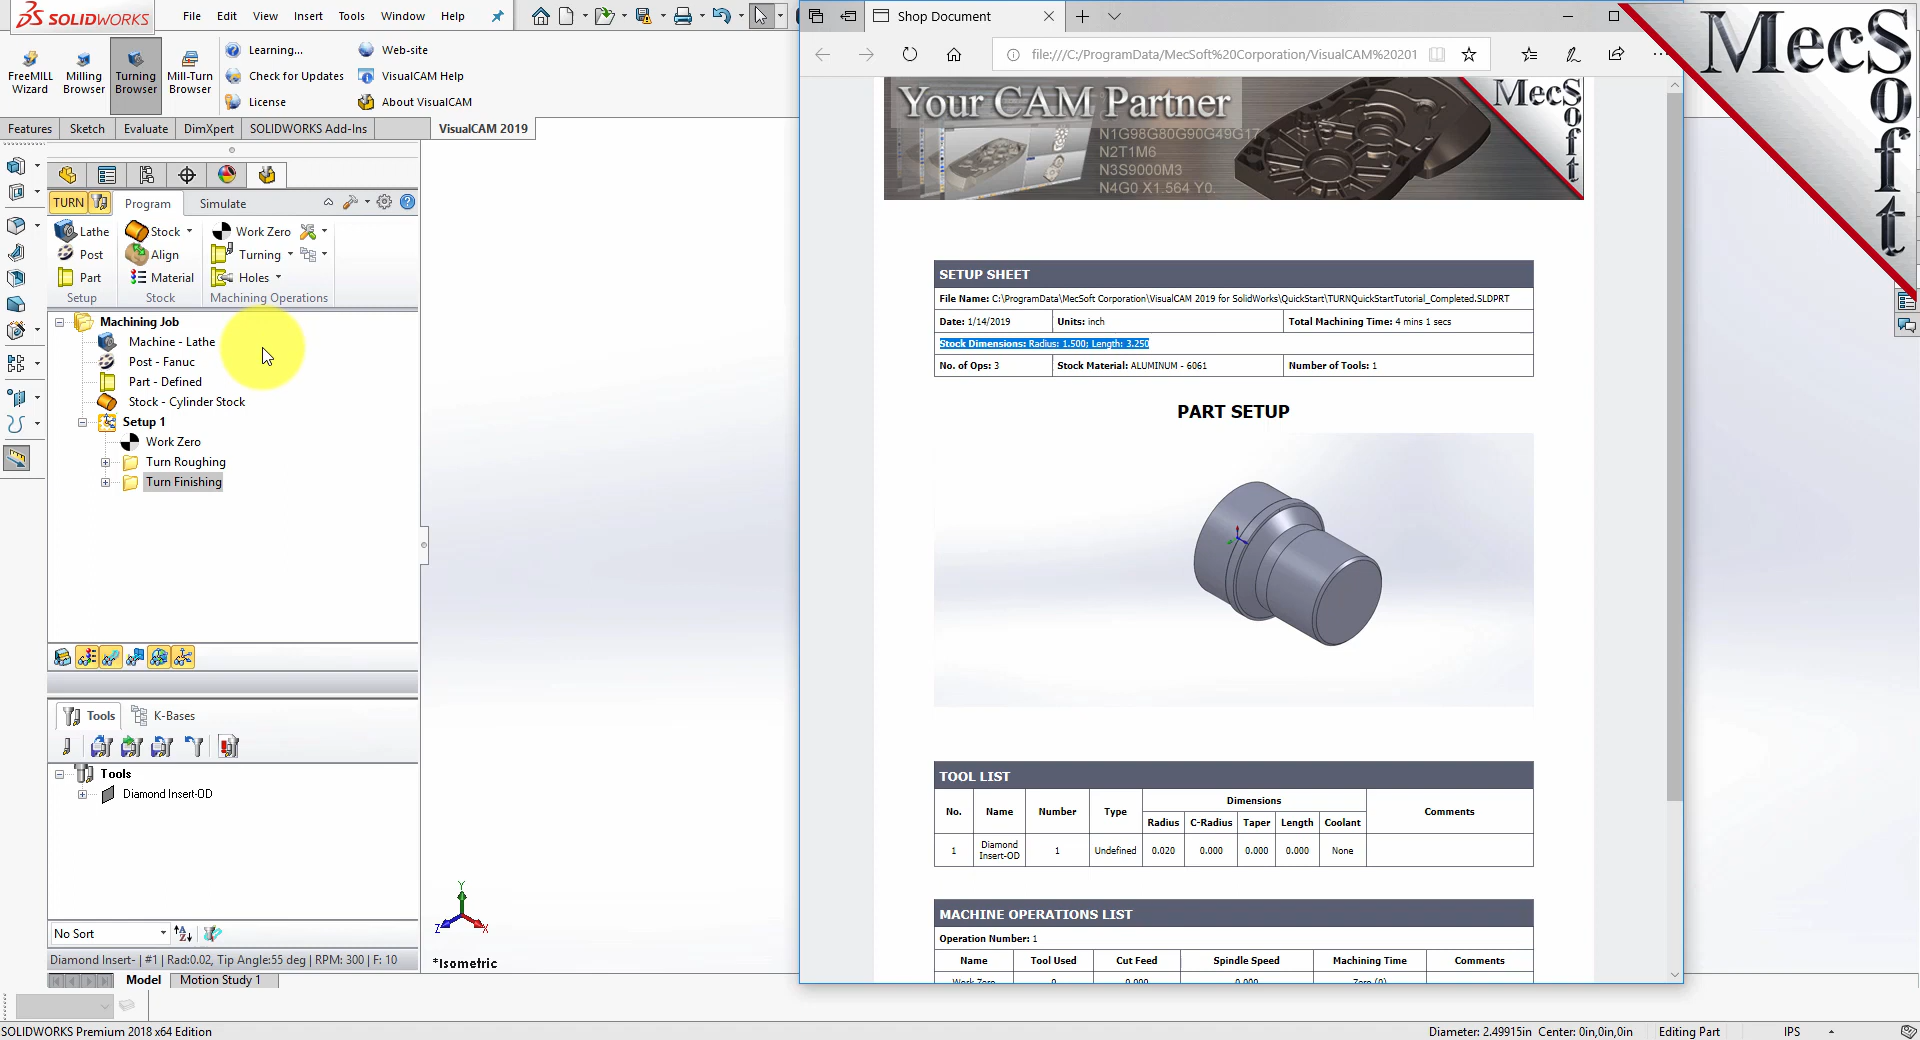 SOLIDWORKS
File Edit View Insert Tools Window Help
FreeMILL Wizard
Milling Browser
Turning Browser
Mill-Turn Browser
Learning...
Check for Updates
License
Web-site
VisualCAM Help
About VisualCAM
Features Sketch Evaluate DimXpert SOLIDWORKS Add-Ins VisualCAM 2019
TURN Program Simulate
Lathe Stock Work Zero
Post Align Turning
Part Material Holes
Setup Stock Machining Operations
Machining Job
Machine - Lathe
Post - Fanuc
Part - Defined
Stock - Cylinder Stock
Setup 1
Work Zero
Turn Roughing
Turn Finishing
Tools K-Bases
Tools
Diamond Insert-OD
No Sort
Diamond Insert- | #1 | Rad:0.02, Tip Angle:55 deg | RPM: 300 | F: 10
Model Motion Study 1
SOLIDWORKS Premium 2018 x64 Edition
Y
Z X
*Isometric
Shop Document
file:///C:/ProgramData/MecSoft%20Corporation/VisualCAM%20201
Your CAM Partner
MecSoft
N1G98G80G90G49G17
N2T1M6
N3S9000M3
N4G0 X1.564 Y0.
SETUP SHEET
File Name: C:\ProgramData\MecSoft Corporation\VisualCAM 2019 for SolidWorks\QuickStart\TURNQuickStartTutorial_Completed.SLDPRT
Date: 1/14/2019 Units: inch Total Machining Time: 4 mins 1 secs
Stock Dimensions: Radius: 1.500; Length: 3.250
No. of Ops: 3 Stock Material: ALUMINUM - 6061 Number of Tools: 1
PART SETUP
TOOL LIST
No. Name Number Type Dimensions Comments
Radius C-Radius Taper Length Coolant
1 Diamond Insert-OD 1 Undefined 0.020 0.000 0.000 0.000 None
MACHINE OPERATIONS LIST
Operation Number: 1
Name Tool Used Cut Feed Spindle Speed Machining Time Comments
Work Zero 0 0.000 0.000 Zero (0)
MecSoft
Diameter: 2.49915in Center: 0in,0in,0in Editing Part IPS